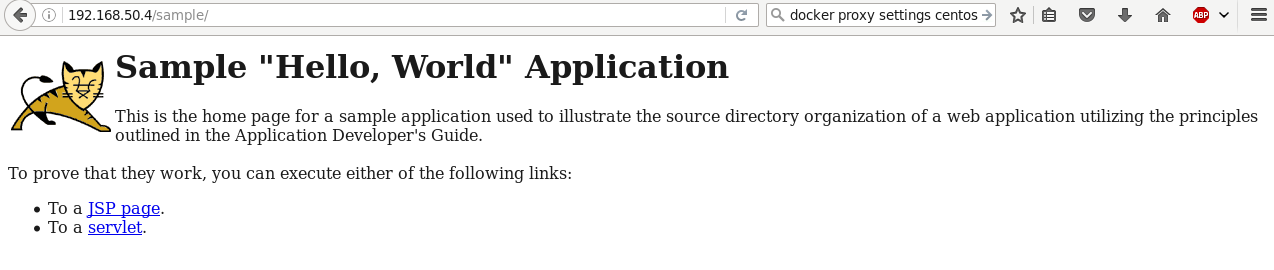 192.168.50.4/sample/
docker proxy settings centos
ABP
Sample "Hello, World" Application
This is the home page for a sample application used to illustrate the source directory organization of a web application utilizing the principles
outlined in the Application Developer's Guide.
To prove that they work, you can execute either of the following links:
• To a JSP page.
• To a servlet.